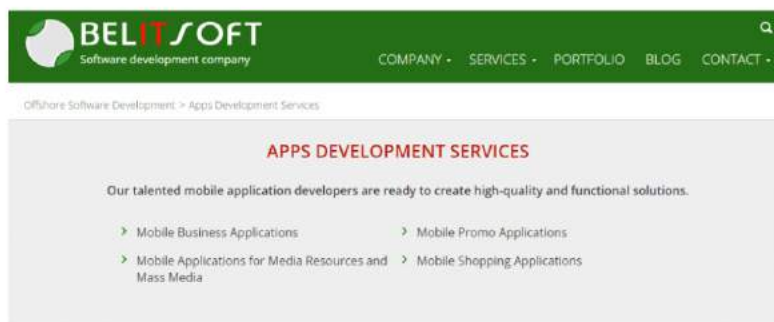 BELITSOFT
Software development company
COMPANY SERVICES PORTFOLIO BLOG CONTACT
Offshore Software Development > Apps Development Services
APPS DEVELOPMENT SERVICES
Our talented mobile application developers are ready to create high-quality and functional solutions.
Mobile Business Applications
Mobile Promo Applications
Mobile Applications for Media Resources and
Mass Media
Mobile Shopping Applications